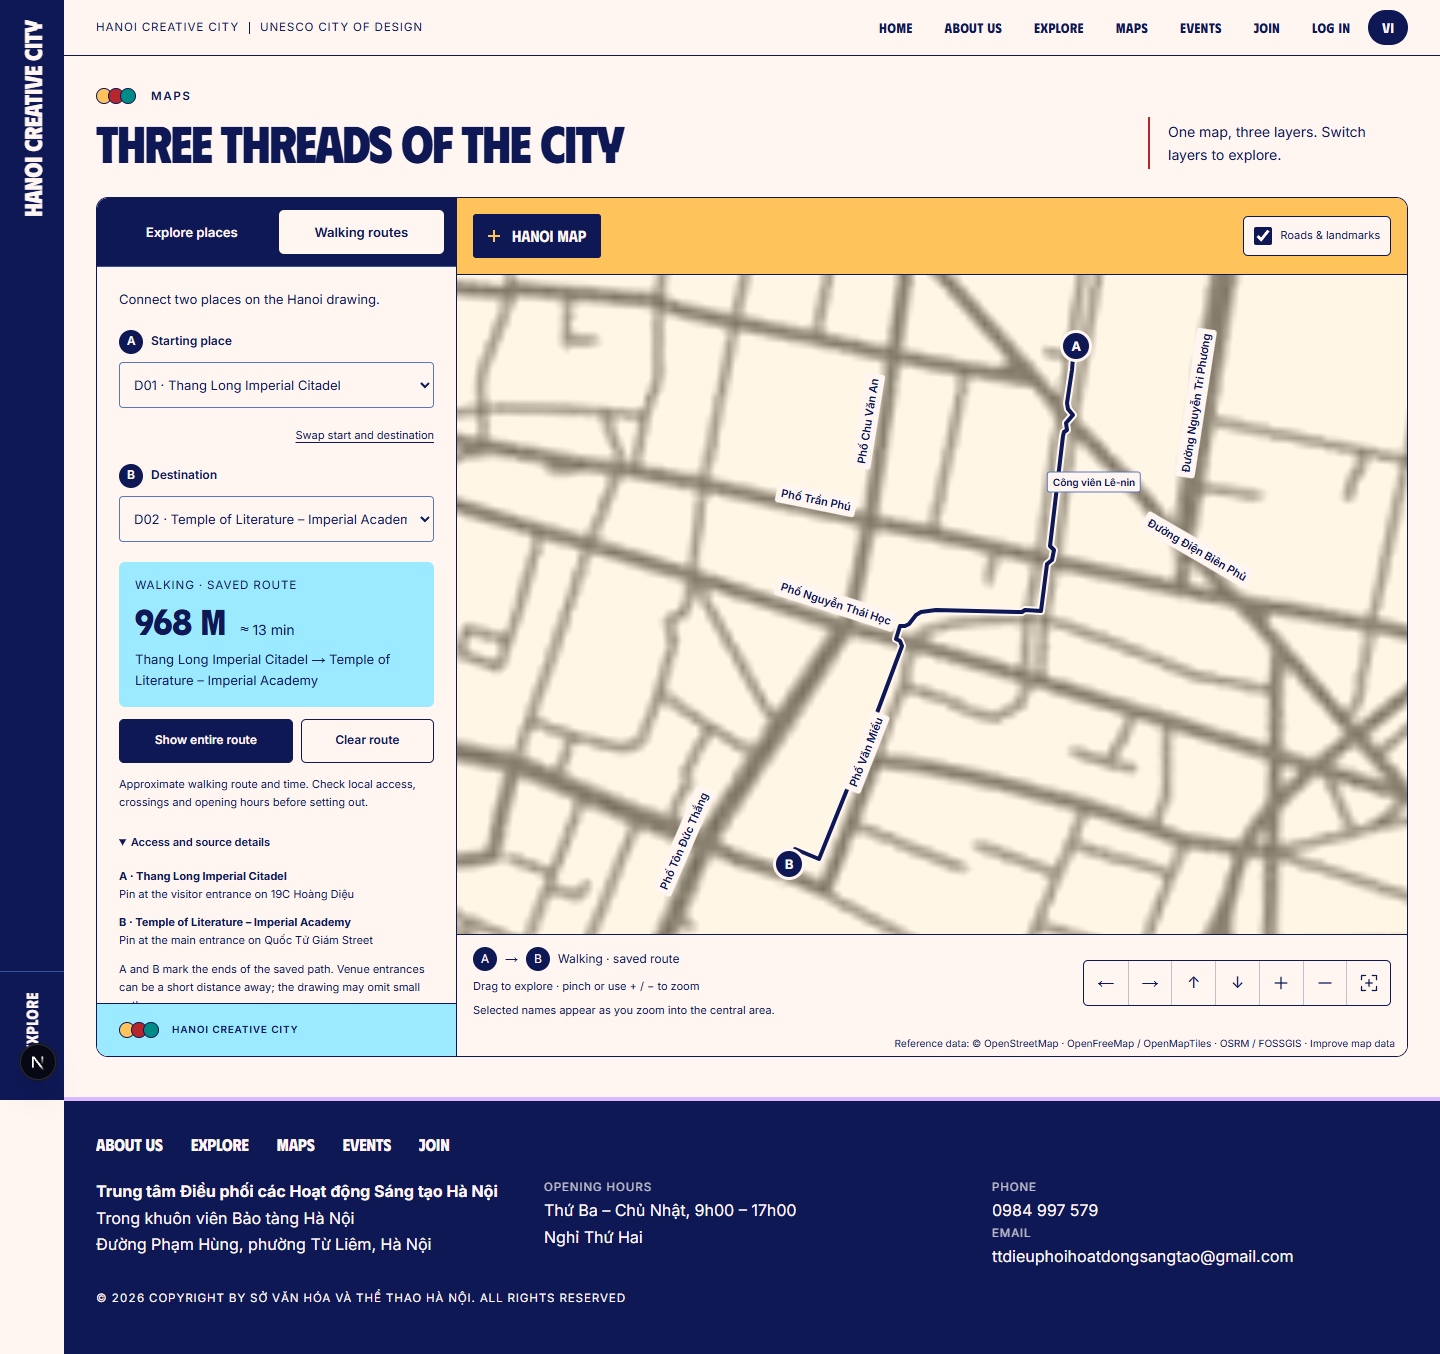 HANOI CREATIVE CITY
HANOI CREATIVE CITY | UNESCO CITY OF DESIGN
HOME
ABOUT US
EXPLORE
MAPS
EVENTS
JOIN
LOG IN
VI
MAPS
THREE THREADS OF THE CITY
One map, three layers. Switch
layers to explore.
Explore places
Walking routes
+ HANOI MAP
Roads & landmarks
Connect two places on the Hanoi drawing.
A Starting place
D01 · Thang Long Imperial Citadel
Swap start and destination
B Destination
D02 · Temple of Literature – Imperial Academ
WALKING · SAVED ROUTE
968 M ≈ 13 min
Thang Long Imperial Citadel → Temple of
Literature – Imperial Academy
Show entire route
Clear route
Approximate walking route and time. Check local access,
crossings and opening hours before setting out.
▼ Access and source details
A · Thang Long Imperial Citadel
Pin at the visitor entrance on 19C Hoàng Diệu
B · Temple of Literature – Imperial Academy
Pin at the main entrance on Quốc Tử Giám Street
A and B mark the ends of the saved path. Venue entrances
can be a short distance away; the drawing may omit small
HANOI CREATIVE CITY
A
Phố Chu Văn An
Đường Nguyễn Tri Phương
Công viên Lê-nin
Phố Trần Phú
Đường Điện Biên Phủ
Phố Nguyễn Thái Học
Phố Văn Miếu
Phố Tôn Đức Thắng
B
A → B Walking · saved route
Drag to explore · pinch or use + / − to zoom
Selected names appear as you zoom into the central area.
← → ↑ ↓ + −
Reference data: © OpenStreetMap · OpenFreeMap / OpenMapTiles · OSRM / FOSSGIS · Improve map data
EXPLORE
N
ABOUT US
EXPLORE
MAPS
EVENTS
JOIN
Trung tâm Điều phối các Hoạt động Sáng tạo Hà Nội
Trong khuôn viên Bảo tàng Hà Nội
Đường Phạm Hùng, phường Từ Liêm, Hà Nội
OPENING HOURS
Thứ Ba – Chủ Nhật, 9h00 – 17h00
Nghỉ Thứ Hai
PHONE
0984 997 579
EMAIL
ttdieuphoihoatdongsangtao@gmail.com
© 2026 COPYRIGHT BY SỞ VĂN HÓA VÀ THỂ THAO HÀ NỘI. ALL RIGHTS RESERVED